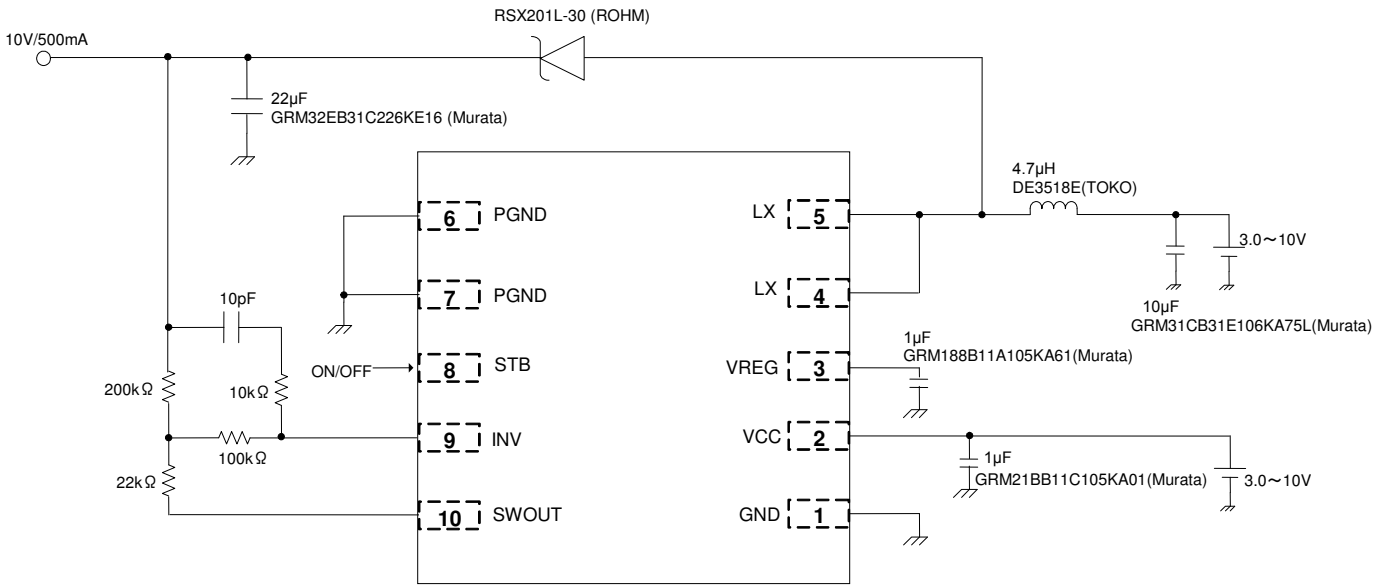 RSX201L-30 (ROHM)
10V/500mA
22µF
GRM32EB31C226KE16 (Murata)
4.7µH
DE3518E(TOKO)
6 PGND
LX 5
3.0～10V
7 PGND
LX 4
10pF
10µF
GRM31CB31E106KA75L(Murata)
1µF
GRM188B11A105KA61(Murata)
ON/OFF
8 STB
VREG 3
200kΩ
10kΩ
9 INV
VCC 2
100kΩ
1µF
GRM21BB11C105KA01(Murata)
3.0～10V
22kΩ
10 SWOUT
GND 1